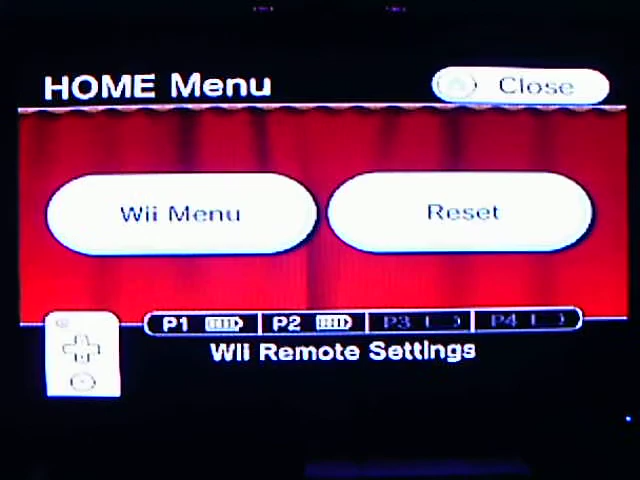 HOME Menu
Close
Wii Menu
Reset
P1 P2 P3 P4
Wii Remote Settings